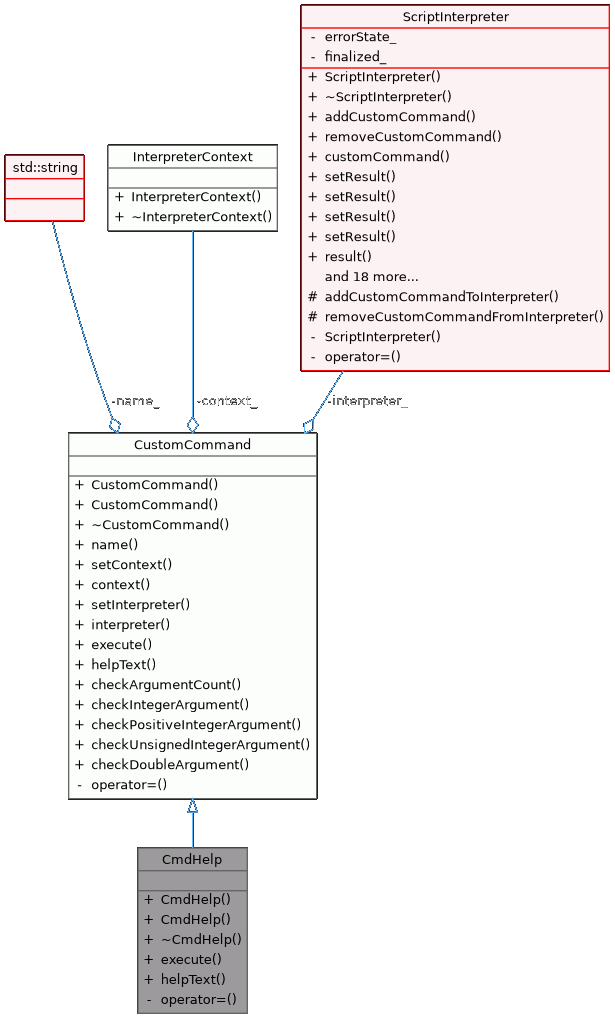 ScriptInterpreter
- errorState_
- finalized_
+ ScriptInterpreter()
+ ~ScriptInterpreter()
+ addCustomCommand()
+ removeCustomCommand()
+ customCommand()
+ setResult()
+ setResult()
+ setResult()
+ setResult()
+ result()
and 18 more...
# addCustomCommandToInterpreter()
# removeCustomCommandFromInterpreter()
- ScriptInterpreter()
- operator=()
InterpreterContext
+ InterpreterContext()
+ ~InterpreterContext()
std::string
-name_
-context_
-interpreter_
CustomCommand
+ CustomCommand()
+ CustomCommand()
+ ~CustomCommand()
+ name()
+ setContext()
+ context()
+ setInterpreter()
+ interpreter()
+ execute()
+ helpText()
+ checkArgumentCount()
+ checkIntegerArgument()
+ checkPositiveIntegerArgument()
+ checkUnsignedIntegerArgument()
+ checkDoubleArgument()
- operator=()
CmdHelp
+ CmdHelp()
+ CmdHelp()
+ ~CmdHelp()
+ execute()
+ helpText()
- operator=()